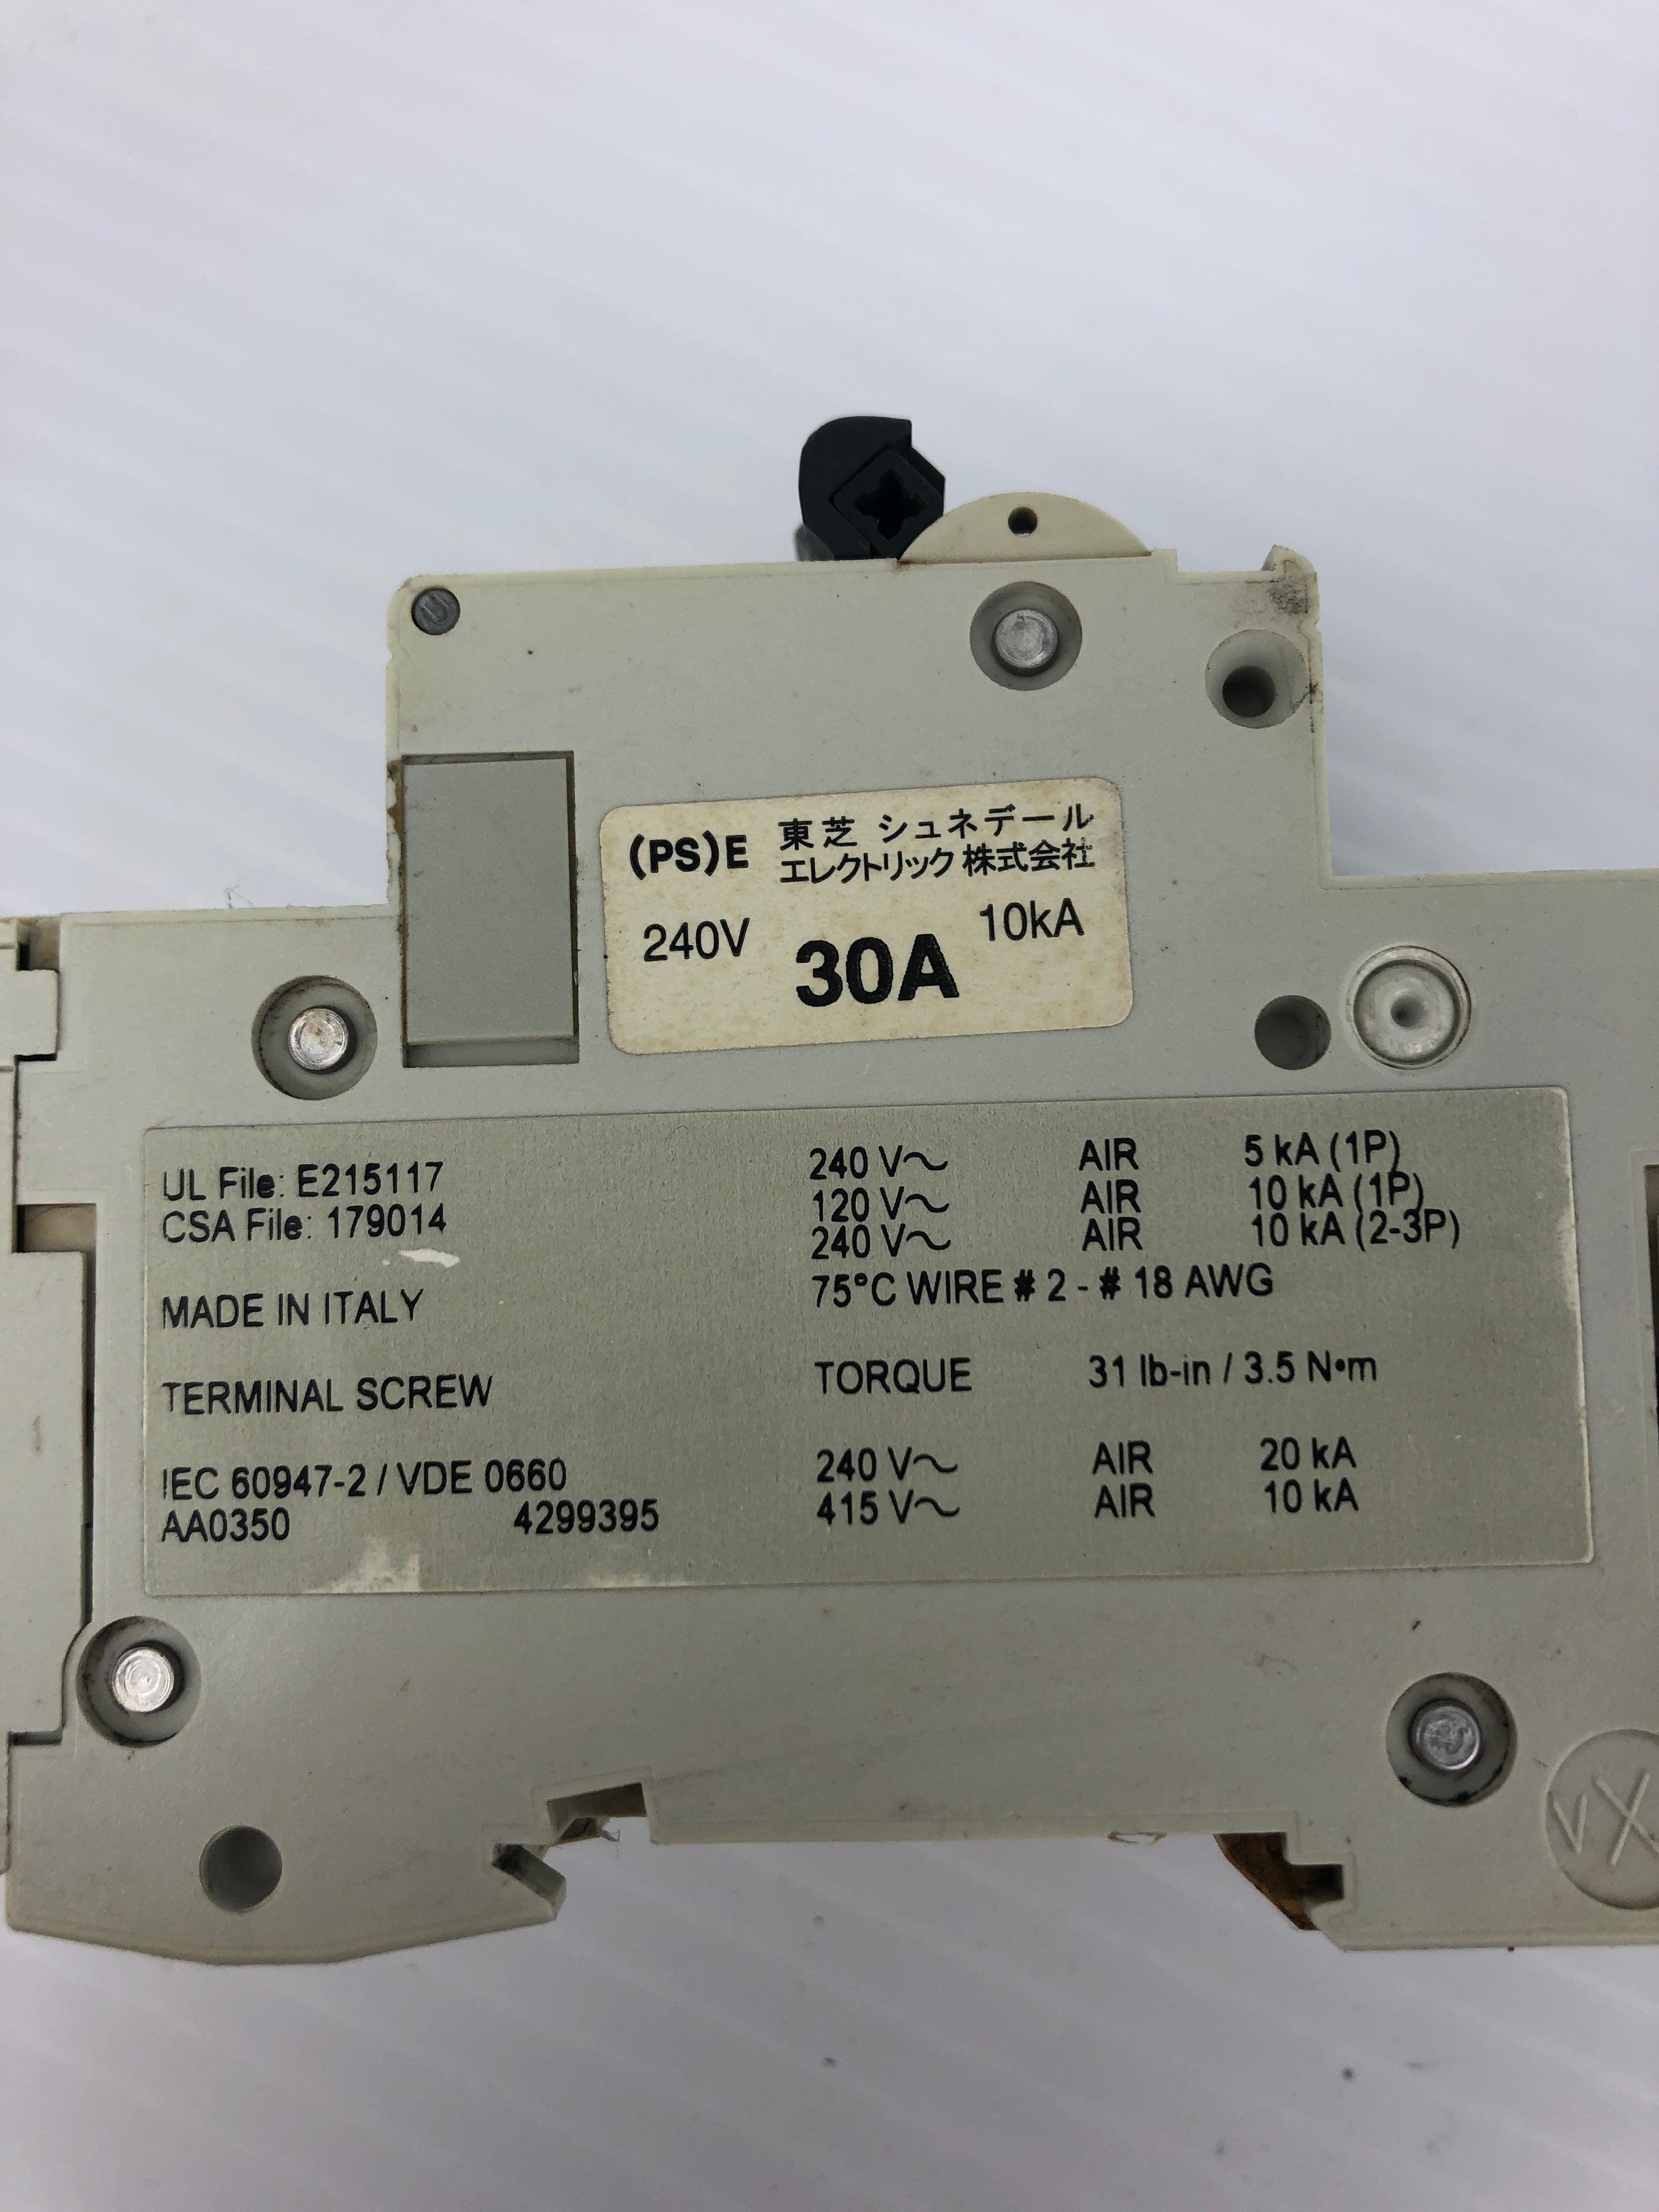 (PS)E 東芝 シュネデール
エレクトリック 株式会社
240V 30A 10kA
UL File: E215117
CSA File: 179014
MADE IN ITALY
TERMINAL SCREW
IEC 60947-2 / VDE 0660
AA0350 4299395
240 V～ AIR 5 kA (1P)
120 V～ AIR 10 kA (1P)
240 V～ AIR 10 kA (2-3P)
75°C WIRE # 2 - # 18 AWG
TORQUE 31 lb-in / 3.5 N•m
240 V～ AIR 20 kA
415 V～ AIR 10 kA
U